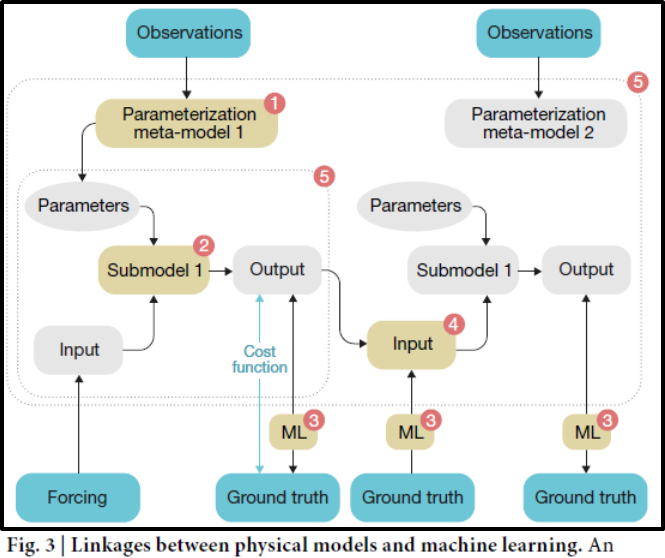 Observations
Observations
5
1
Parameterization
meta-model 1
Parameterization
meta-model 2
5
Parameters
Parameters
2
Submodel 1
Output
Submodel 1
Output
4
Input
Cost
function
Input
3
ML
3
ML
3
ML
Forcing
Ground truth
Ground truth
Ground truth
Fig. 3 | Linkages between physical models and machine learning. An